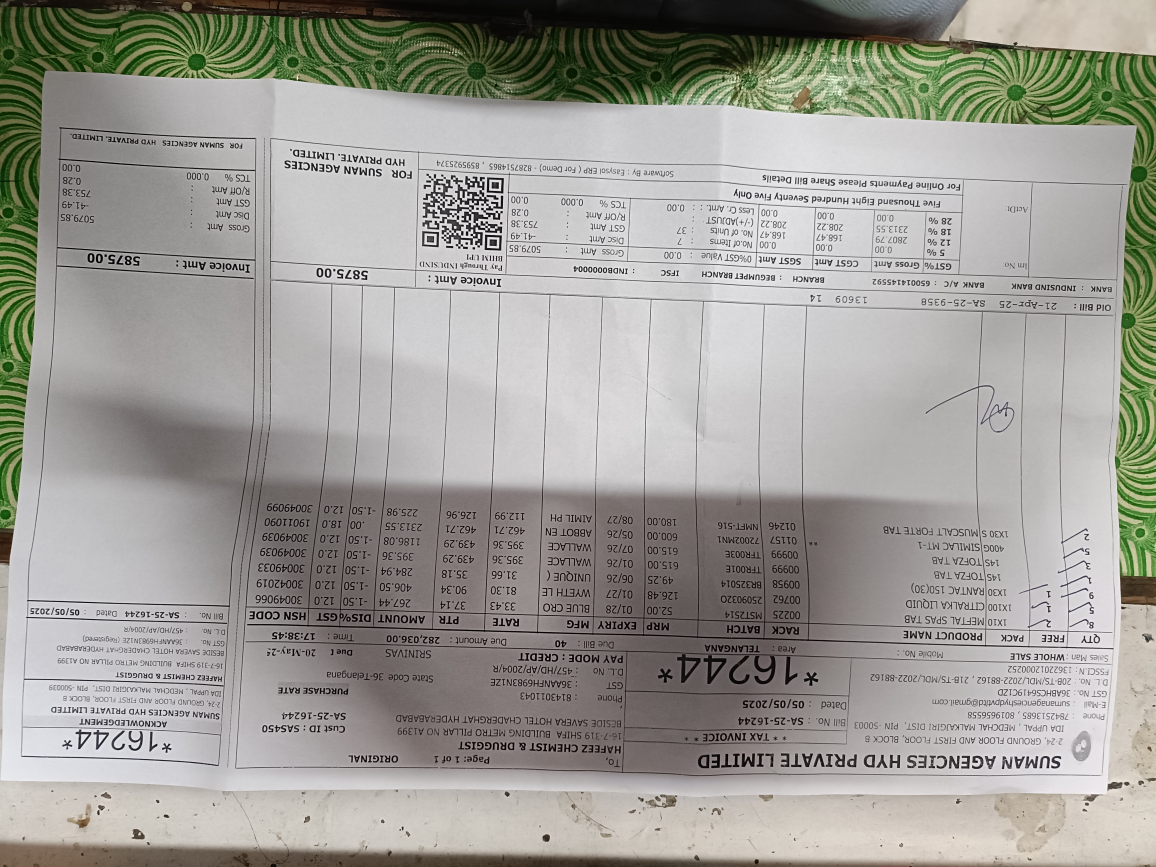 SUMAN AGENCIES HYD PRIVATE LIMITED
2-24, GROUND FLOOR AND FIRST FLOOR, BLOCK B
IDA UPPAL , MEDCHAL MALKAJGIRI DIST, PIN -50003
Phone : 7842313685 , 8019656558
E-Mail : sumanagencieshydpvtltd@gmail.com
GST No : 36ABHCS9641C1ZD
D.L. No. 20B-TS/MDL/2022-88162 , 21B-TS/MDL/2022-88162
FSSCI.N : 13622012000252
Sales Man : WHOLE SALE Mobile No. :
* * TAX INVOICE * *
Bill No. : SA-25-16244
Dated : 05/05/2025
*16244*
Area : TELANGANA
To, Page: 1 of 1 ORIGINAL
HAFEEZ CHEMIST & DRUGGIST
16-7-319 SHIFA BUILDING METRO PILLAR NO A1399
BESIDE SAVERA HOTEL CHADERGHAT HYDERABABAD
,
Phone : 8143011043
GST : 36AANFH6983N1ZE
D.L. No : 457/HD/AP/2004/R
PAY MODE : CREDIT
Cust ID : SAS450
SA-25-16244
PURCHASE RATE
State Code 36-Telangana
SRINIVAS Due t 20-May-25
Due Bill : 40 Due Amount : 282,036.00 Time : 17:38:45
QTY FREE PACK PRODUCT NAME RACK BATCH MRP EXPIRY MFG RATE PTR AMOUNT DIS% GST HSN CODE
8 2 1X10 METAL SPAS TAB 00225 MST2514 52.00 01/28 BLUE CRO 33.43 37.14 267.44 -1.50 12.0 30049066
5 1X100 CITRALKA LIQUID 00762 2509032O 126.48 01/27 WYETH LE 81.30 90.34 406.50 -1.50 12.0 30042019
9 1 1X30 RANTAC 150(30) 00958 BR325014 49.25 06/26 UNIQUE ( 31.66 35.18 284.94 -1.50 12.0 30049033
1 14S TOFZA TAB 00999 TFR001E 615.00 01/26 WALLACE 395.36 439.29 395.36 -1.50 12.0 30049039
3 14S TOFZA TAB 00999 TFR003E 615.00 07/26 WALLACE 395.36 439.29 1186.08 -1.50 12.0 30049039
5 400G SIMILAC MT-1 ** 01157 72002MN1 600.00 05/26 ABBOT EN 462.71 462.71 2313.55 .00 18.0 19011090
2 1X30 S MUSCULAT FORTE TAB 01246 NMFT-516 180.00 08/27 AIMIL PH 112.99 126.96 225.98 -1.50 12.0 30049099
Old Bill : 21-Apr-25 SA-25-9358 13609 14
Invoice Amt : 5875.00
BANK : INDUSIND BANK BANK A/C : 650014145592 BRANCH : BEGUMPET BRANCH IFSC : INDB0000004
GST% Gross Amt CGST Amt SGST Amt
5 % 0.00 0.00 0.00
12 % 2807.79 168.47 168.47
18 % 2313.55 208.22 208.22
28 % 0.00 0.00 0.00
0%GST Value : 0.00
No.of Items : 7
No. of Units : 37
(-/+)ADJUST :
Less Cr. Amt. : 0.00
Gross Amt : 5079.85
Disc Amt : -41.49
GST Amt : 753.38
R/Off Amt : 0.28
TCS % 0.000 0.00
Five Thousand Eight Hundred Seventy Five Only
For Online Payments Please Share Bill Details
Pay Through INDUSIND
BHIM UPI
FOR SUMAN AGENCIES
HYD PRIVATE. LIMITED.
Software By : Easysol ERP ( For Demo) - 8287514865 , 8595925374
*16244*
ACKNOWLEDGEMENT
SUMAN AGENCIES HYD PRIVATE LIMITED
2-24, GROUND FLOOR AND FIRST FLOOR, BLOCK B
IDA UPPAL , MEDCHAL MALKAJGIRI DIST, PIN -500039
HAFEEZ CHEMIST & DRUGGIST
16-7-319 SHIFA BUILDING METRO PILLAR NO A1399
BESIDE SAVERA HOTEL CHADERGHAT HYDERABABAD
GST No : 36AANFH6983N1ZE (Registered)
D.L. No : 457/HD/AP/2004/R
Bill No. : SA-25-16244 Dated : 05/05/2025
Invoice Amt : 5875.00
Gross Amt : 5079.85
Disc Amt : -41.49
GST Amt : 753.38
R/Off Amt : 0.28
TCS % 0.000 0.00
FOR SUMAN AGENCIES HYD PRIVATE. LIMITED.